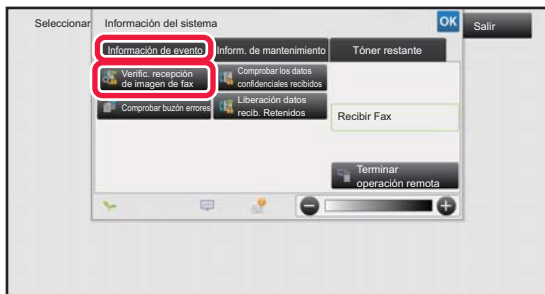 Seleccionar
Información del sistema
OK
Salir
Información de evento
Inform. de mantenimiento
Tóner restante
Verific. recepción
de imagen de fax
Comprobar los datos
confidenciales recibidos
Comprobar buzón errores
Liberación datos
recib. Retenidos
Recibir Fax
Terminar
operación remota